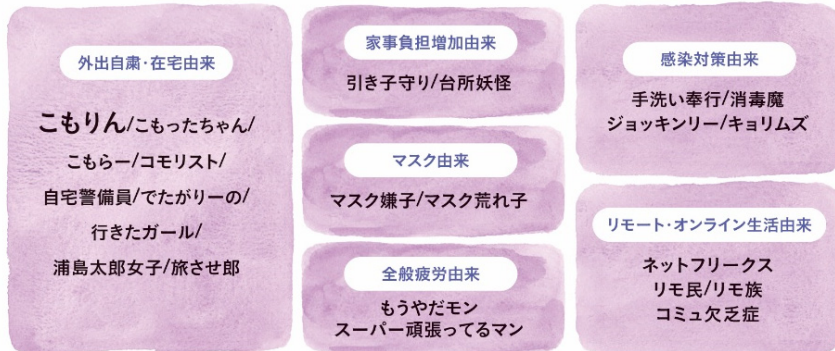 外出自粛・在宅由来
こもりん/こもったちゃん/
こもらー/コモリスト/
自宅警備員/でたがりーの/
行きたガール/
浦島太郎女子/旅させ郎
家事負担増加由来
引き子守り/台所妖怪
マスク由来
マスク嫌子/マスク荒れ子
全般疲労由来
もうやだモン
スーパー頑張ってるマン
感染対策由来
手洗い奉行/消毒魔
ジョッキンリー/キョリムズ
リモート・オンライン生活由来
ネットフリークス
リモ民/リモ族
コミュ欠乏症